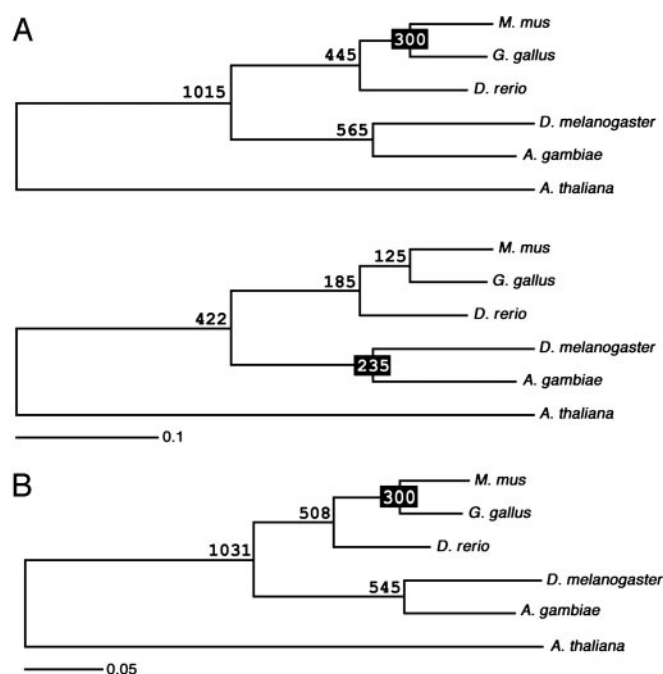 A
M. mus
300
445
G. gallus
1015
D. rerio
D. melanogaster
565
A. gambiae
A. thaliana
M. mus
125
185
G. gallus
422
D. rerio
D. melanogaster
235
A. gambiae
A. thaliana
0.1
B
M. mus
300
508
G. gallus
1031
D. rerio
D. melanogaster
545
A. gambiae
A. thaliana
0.05